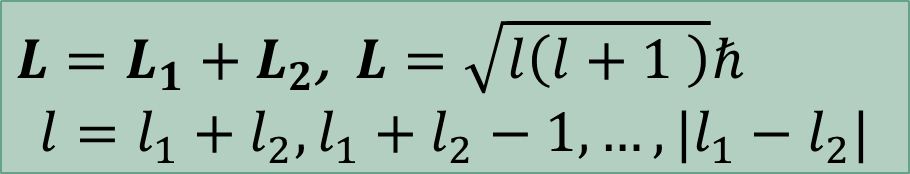 L = L₁ + L₂, L = √l(l + 1 )ħ
l = l₁ + l₂, l₁ + l₂ − 1, … , |l₁ − l₂|